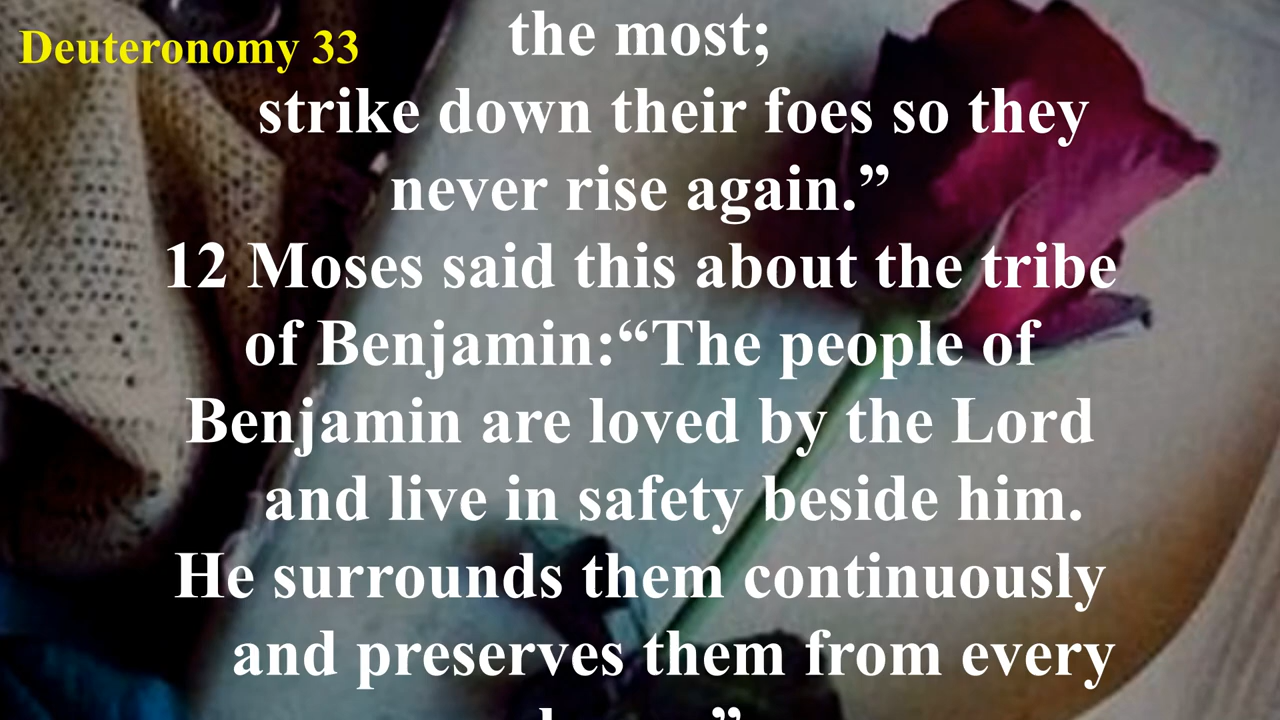 Deuteronomy 33
the most;
strike down their foes so they
never rise again.”
12 Moses said this about the tribe
of Benjamin:“The people of
Benjamin are loved by the Lord
and live in safety beside him.
He surrounds them continuously
and preserves them from every